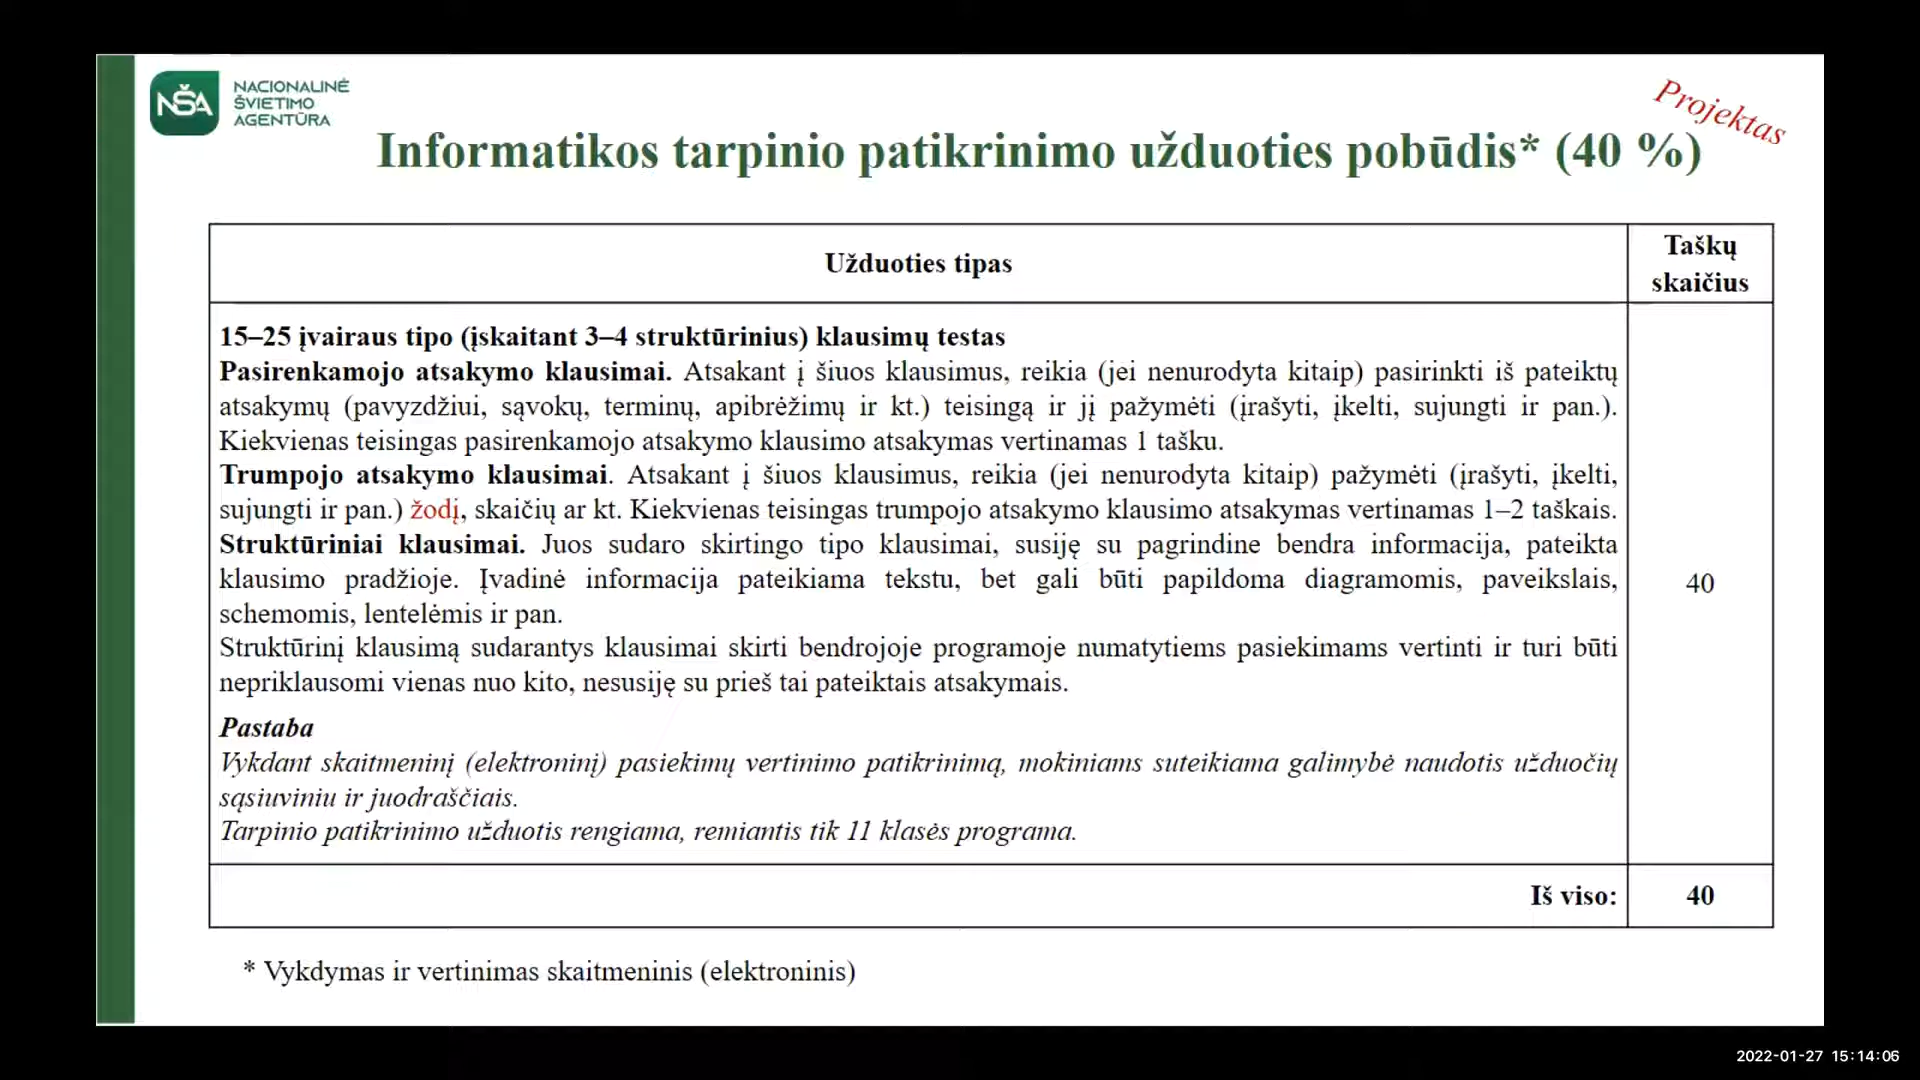 NŠA
NACIONALINĖ
ŠVIETIMO
AGENTŪRA
Projektas
Informatikos tarpinio patikrinimo užduoties pobūdis* (40 %)
Užduoties tipas
Taškų
skaičius
15–25 įvairaus tipo (įskaitant 3–4 struktūrinius) klausimų testas
Pasirenkamojo atsakymo klausimai. Atsakant į šiuos klausimus, reikia (jei nenurodyta kitaip) pasirinkti iš pateiktų
atsakymų (pavyzdžiui, sąvokų, terminų, apibrėžimų ir kt.) teisingą ir jį pažymėti (įrašyti, įkelti, sujungti ir pan.).
Kiekvienas teisingas pasirenkamojo atsakymo klausimo atsakymas vertinamas 1 tašku.
Trumpojo atsakymo klausimai. Atsakant į šiuos klausimus, reikia (jei nenurodyta kitaip) pažymėti (įrašyti, įkelti,
sujungti ir pan.) žodį, skaičių ar kt. Kiekvienas teisingas trumpojo atsakymo klausimo atsakymas vertinamas 1–2 taškais.
Struktūriniai klausimai. Juos sudaro skirtingo tipo klausimai, susiję su pagrindine bendra informacija, pateikta
klausimo pradžioje. Įvadinė informacija pateikiama tekstu, bet gali būti papildoma diagramomis, paveikslais,
schemomis, lentelėmis ir pan.
Struktūrinį klausimą sudarantys klausimai skirti bendrojoje programoje numatytiems pasiekimams vertinti ir turi būti
nepriklausomi vienas nuo kito, nesusiję su prieš tai pateiktais atsakymais.
Pastaba
Vykdant skaitmeninį (elektroninį) pasiekimų vertinimo patikrinimą, mokiniams suteikiama galimybė naudotis užduočių
sąsiuviniu ir juodraščiais.
Tarpinio patikrinimo užduotis rengiama, remiantis tik 11 klasės programa.
40
Iš viso:
40
* Vykdymas ir vertinimas skaitmeninis (elektroninis)
2022-01-27 15:14:06